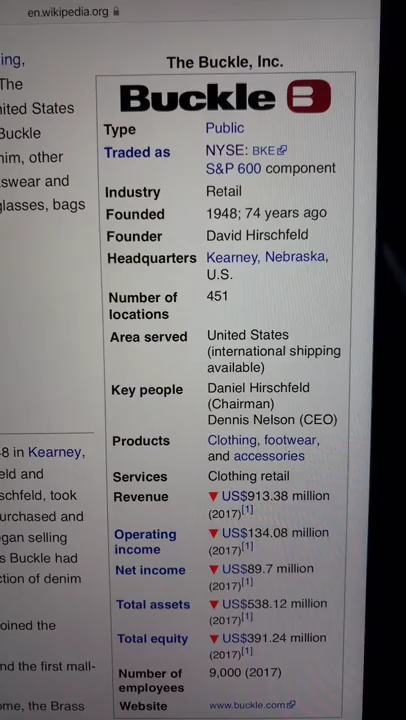 en.wikipedia.org
ing,
The
nited States
Buckle
him, other
swear and
glasses, bags
8 in Kearney,
eld and
schfeld, took
urchased and
gan selling
s Buckle had
ction of denim
oined the
nd the first mall-
ome, the Brass
The Buckle, Inc.
Buckle B
Type Public
Traded as NYSE: BKE
S&P 600 component
Industry Retail
Founded 1948; 74 years ago
Founder David Hirschfeld
Headquarters Kearney, Nebraska,
U.S.
Number of 451
locations
Area served United States
(international shipping
available)
Key people Daniel Hirschfeld
(Chairman)
Dennis Nelson (CEO)
Products Clothing, footwear,
and accessories
Services Clothing retail
Revenue ▼ US$913.38 million
(2017)[1]
Operating ▼ US$134.08 million
income (2017)[1]
Net income ▼ US$89.7 million
(2017)[1]
Total assets ▼ US$538.12 million
(2017)[1]
Total equity ▼ US$391.24 million
(2017)[1]
Number of 9,000 (2017)
employees
Website www.buckle.com